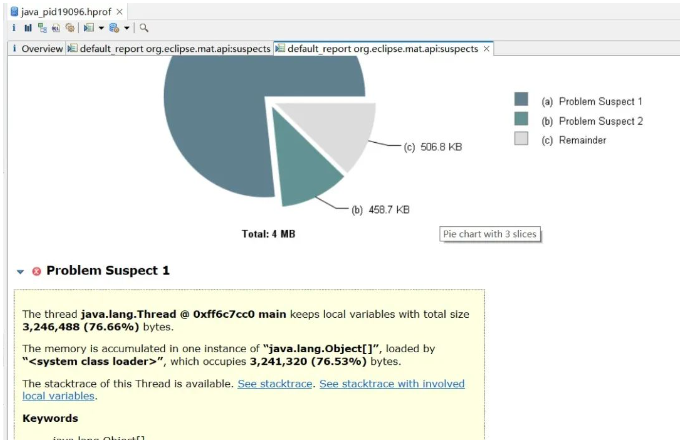 java_pid19096.hprof
i Overview default_report org.eclipse.mat.api:suspects default_report org.eclipse.mat.api:suspects
(a) Problem Suspect 1
(b) Problem Suspect 2
(c) Remainder
(c) 506.8 KB
(b) 458.7 KB
Total: 4 MB
Pie chart with 3 slices
Problem Suspect 1
The thread java.lang.Thread @ 0xff6c7cc0 main keeps local variables with total size
3,246,488 (76.66%) bytes.
The memory is accumulated in one instance of "java.lang.Object[]", loaded by
"<system class loader>", which occupies 3,241,320 (76.53%) bytes.
The stacktrace of this Thread is available. See stacktrace. See stacktrace with involved
local variables.
Keywords
java.lang.Object[]